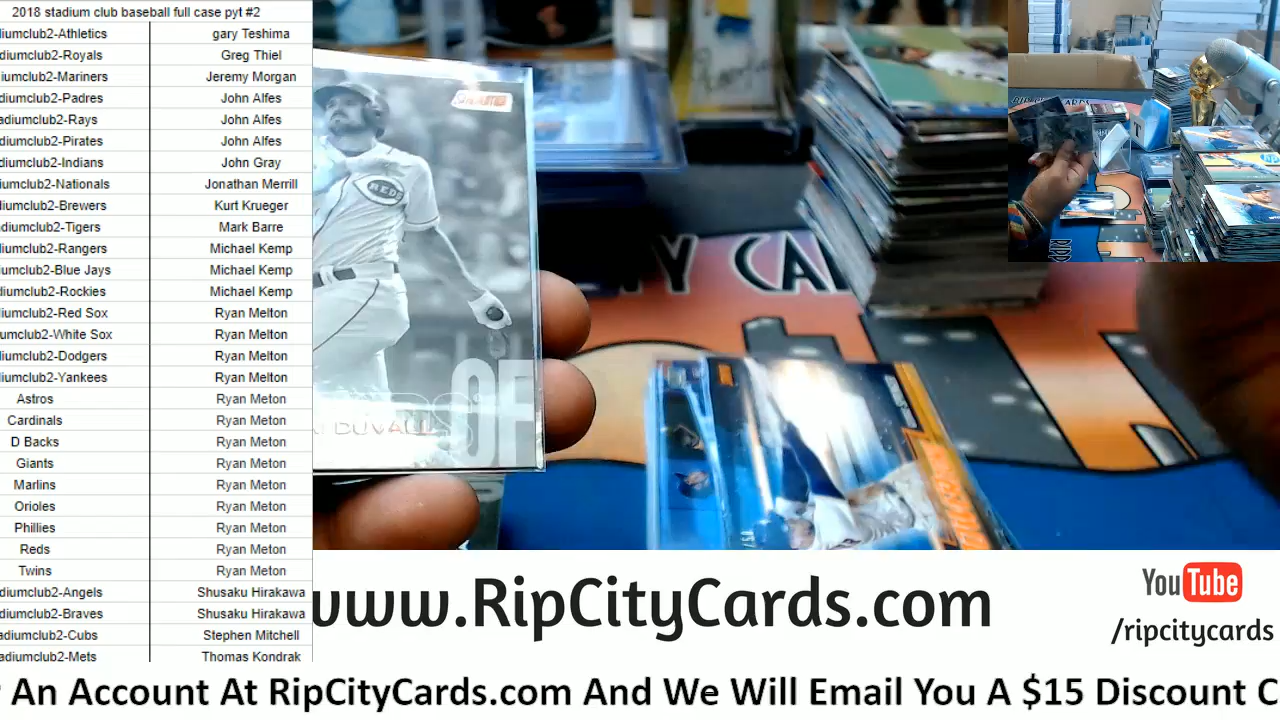 2018 stadium club baseball full case pyt #2
diumclub2-Athletics gary Teshima
diumclub2-Royals Greg Thiel
diumclub2-Mariners Jeremy Morgan
diumclub2-Padres John Alfes
adiumclub2-Rays John Alfes
diumclub2-Pirates John Alfes
diumclub2-Indians John Gray
iumclub2-Nationals Jonathan Merrill
iumclub2-Brewers Kurt Krueger
adiumclub2-Tigers Mark Barre
iumclub2-Rangers Michael Kemp
umclub2-Blue Jays Michael Kemp
iumclub2-Rockies Michael Kemp
iumclub2-Red Sox Ryan Melton
umclub2-White Sox Ryan Melton
iumclub2-Dodgers Ryan Melton
iumclub2-Yankees Ryan Melton
Astros Ryan Meton
Cardinals Ryan Meton
D Backs Ryan Meton
Giants Ryan Meton
Marlins Ryan Meton
Orioles Ryan Meton
Phillies Ryan Meton
Reds Ryan Meton
Twins Ryan Meton
diumclub2-Angels Shusaku Hirakawa
diumclub2-Braves Shusaku Hirakawa
adiumclub2-Cubs Stephen Mitchell
adiumclub2-Mets Thomas Kondrak
REDS
DUVALL
OF
Y CA
www.RipCityCards.com
YouTube
/ripcitycards
An Account At RipCityCards.com And We Will Email You A $15 Discount C